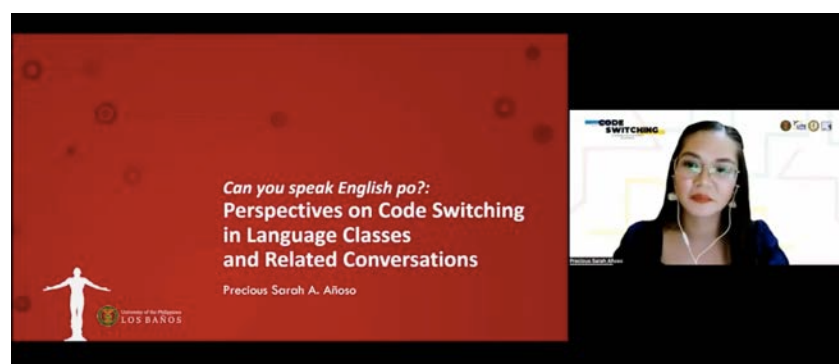 Can you speak English po?:
Perspectives on Code Switching
in Language Classes
and Related Conversations
Precious Sarah A. Añoso
University of the Philippines
LOS BAÑOS
CODE
SWITCHING
Precious Sarah Añoso